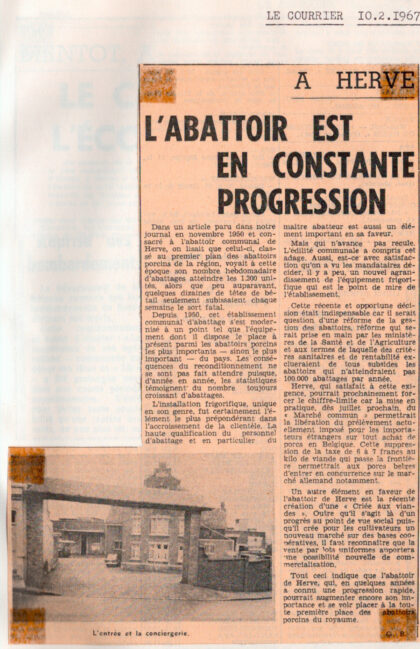 LE COURRIER 10.2.1967
A HERVE
L'ABATTOIR EST
EN CONSTANTE
PROGRESSION
Dans un article paru dans notre
journal en novembre 1950 et con-
sacré à l'abattoir communal de
Herve, on lisait que celui-ci, clas-
sé au premier plan des abattoirs
porcins de la région, voyait à cette
époque son nombre hebdomadaire
d'abattages atteindre les 1.300 uni-
tés, alors que peu auparavant,
quelques dizaines de têtes de bé-
tail seulement subissaient chaque
semaine le sort fatal.
Depuis 1950, cet établissement
communal d'abattage s'est moder-
nisé à un point tel que l'équipe-
ment dont il dispose le place à
présent parmi les abattoirs porcins
les plus importants — sinon le plus
important — du pays. Les consé-
quences du reconditionnement ne
se sont pas fait attendre puisque,
d'année en année, les statistiques
témoignent du nombre toujours
croissant d'abattages.
L'installation frigorifique, unique
en son genre, fut certainement l'é-
lément le plus prépondérant dans
l'accroissement de la clientèle. La
haute qualification du personnel
d'abattage et en particulier du
maître abatteur est aussi un élé-
ment important en sa faveur.
Mais qui n'avance pas recule.
L'édilité communale a compris cet
adage. Aussi, est-ce avec satisfac-
tion qu'on a vu les mandataires dé-
cider, il y a peu, un nouvel agran-
dissement de l'équipement frigori-
fique qui est le point de mire de
l'établissement.
Cette récente et opportune déci-
sion était indispensable car il serait
question d'une réforme de la ges-
tion des abattoirs, réforme qui se-
rait prise en main par les ministè-
res de la Santé et de l'Agriculture
et aux termes de laquelle des critè-
res sanitaires et de rentabilité ex-
clueraient de tous subsides les
abattoirs qui n'atteindraient pas
100.000 abattages par année.
Herve, qui satisfait à cette exi-
gence, pourrait prochainement for-
cer le chiffre-limite car la mise en
pratique, dès juillet prochain, du
« Marché commun » permettrait
la libération du prélèvement actu-
ellement imposé pour les importa-
teurs étrangers sur tout achat de
porcs en Belgique. Cette suppres-
sion de la taxe de 6 à 7 francs au
kilo de viande qui passe la frontiè-
re permettrait aux porcs belges
d'entrer en concurrence sur le mar-
ché allemand notamment.
Un autre élément en faveur de
l'abattoir de Herve est la récente
création d'une « Criée aux vian-
des ». Outre qu'il s'agit là d'un
progrès au point de vue social puis-
qu'il crée pour les cultivateurs un
nouveau marché sur des bases coo-
pératives, il faut reconnaître que la
vente par lots uniformes apportera
une possibilité nouvelle de com-
mercialisation.
Tout ceci indique que l'abattoir
de Herve, qui, en quelques années
a connu une progression rapide,
pourrait augmenter encore son im-
portance et se voir placer à la tou-
te première place des abattoirs
porcins du royaume.
L'entrée et la conciergerie.